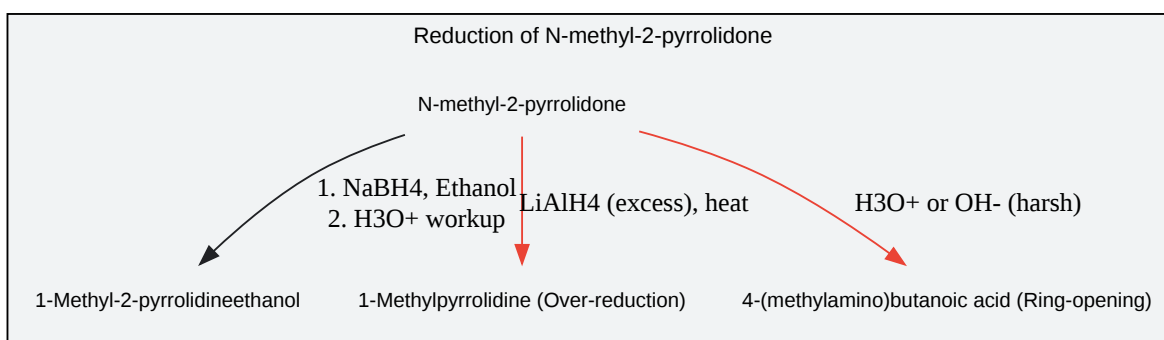 Reduction of N-methyl-2-pyrrolidone
N-methyl-2-pyrrolidone
1. NaBH4, Ethanol
2. H3O+ workup
LiAlH4 (excess), heat
H3O+ or OH- (harsh)
1-Methyl-2-pyrrolidineethanol
1-Methylpyrrolidine (Over-reduction)
4-(methylamino)butanoic acid (Ring-opening)